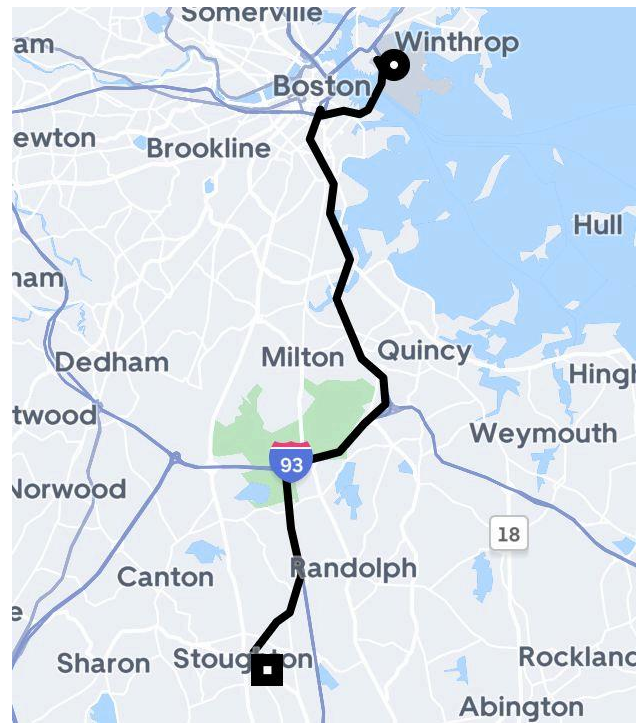 Somerville
am
Winthrop
Boston
ewton
Brookline
Hull
ham
Dedham
Milton
Quincy
Hingh
twood
Weymouth
93
Norwood
18
Canton
Randolph
e
Sharon
Stoughton
Rockland
Abington